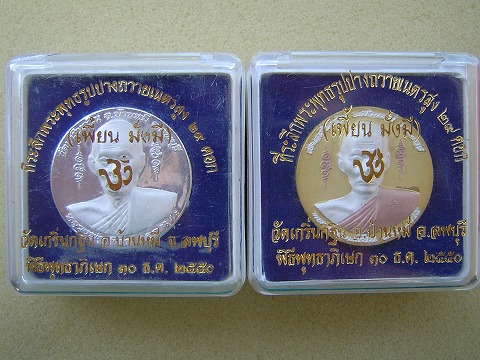 ที่ระลึกพระพุทธรูปปางถวายเนตรสูง ๒๙ ศอก
(เพี้ยน มั่งมี)
วัดเกริ่นกฐิน อ.บ้านหมี่ จ.ลพบุรี
พิธีพุทธาภิเษก ๓๐ ธ.ค. ๒๕๕๐
ที่ระลึกพระพุทธรูปปางถวายเนตรสูง ๒๙ ศอก
(เพี้ยน มั่งมี)
วัดเกริ่นกฐิน อ.บ้านหมี่ จ.ลพบุรี
พิธีพุทธาภิเษก ๓๐ ธ.ค. ๒๕๕๐